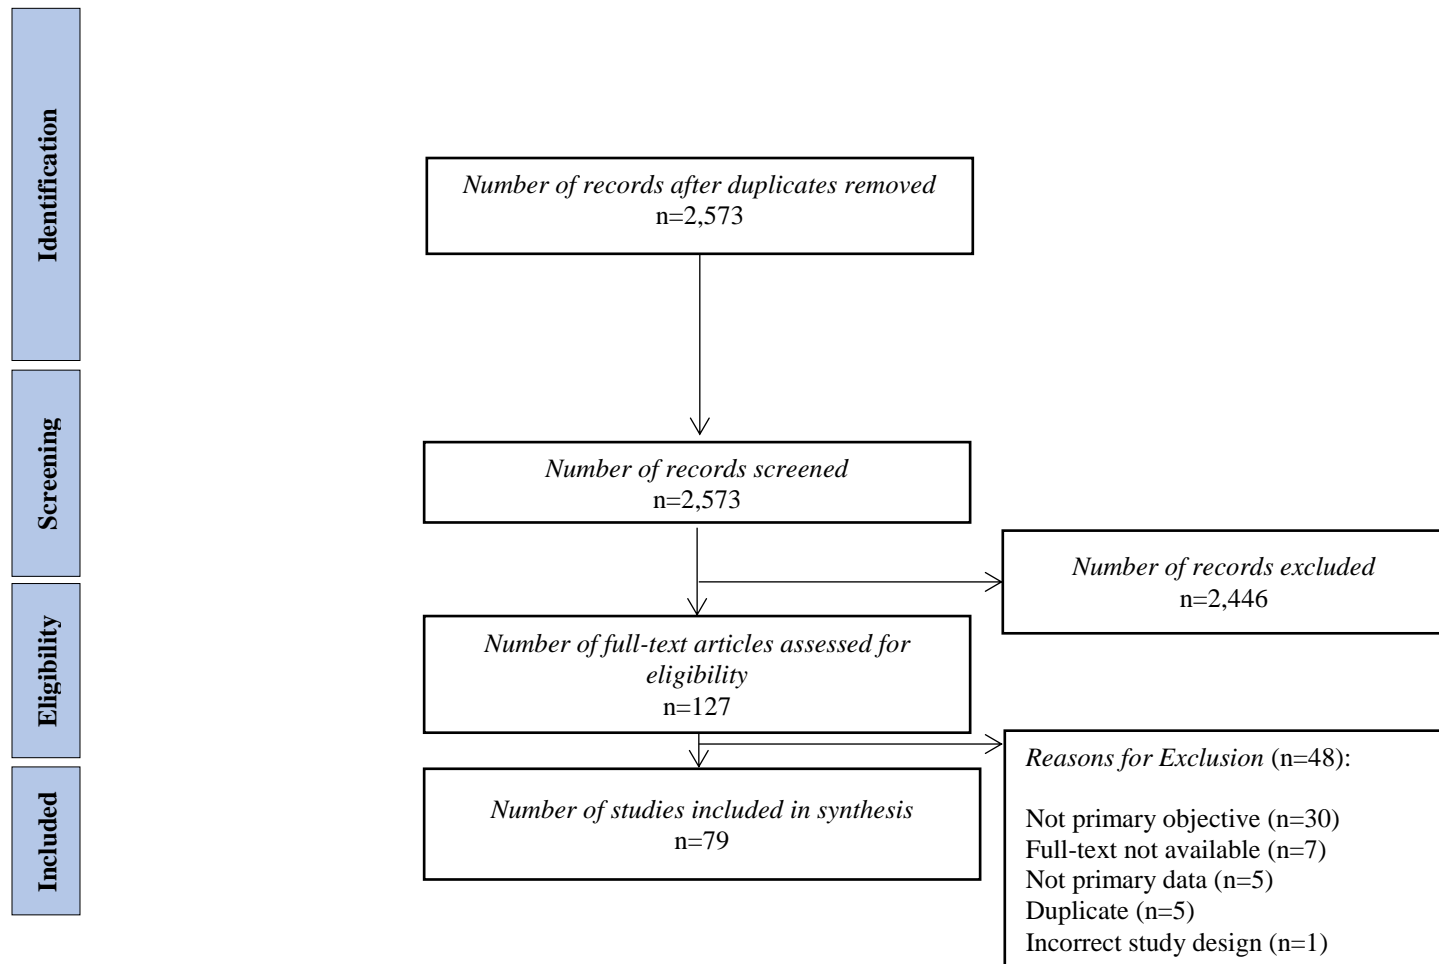 Identification
Number of records after duplicates removed
n=2,573
Screening
Number of records screened
n=2,573
Number of records excluded
n=2,446
Eligibility
Number of full-text articles assessed for
eligibility
n=127
Reasons for Exclusion (n=48):
Not primary objective (n=30)
Full-text not available (n=7)
Not primary data (n=5)
Duplicate (n=5)
Incorrect study design (n=1)
Included
Number of studies included in synthesis
n=79